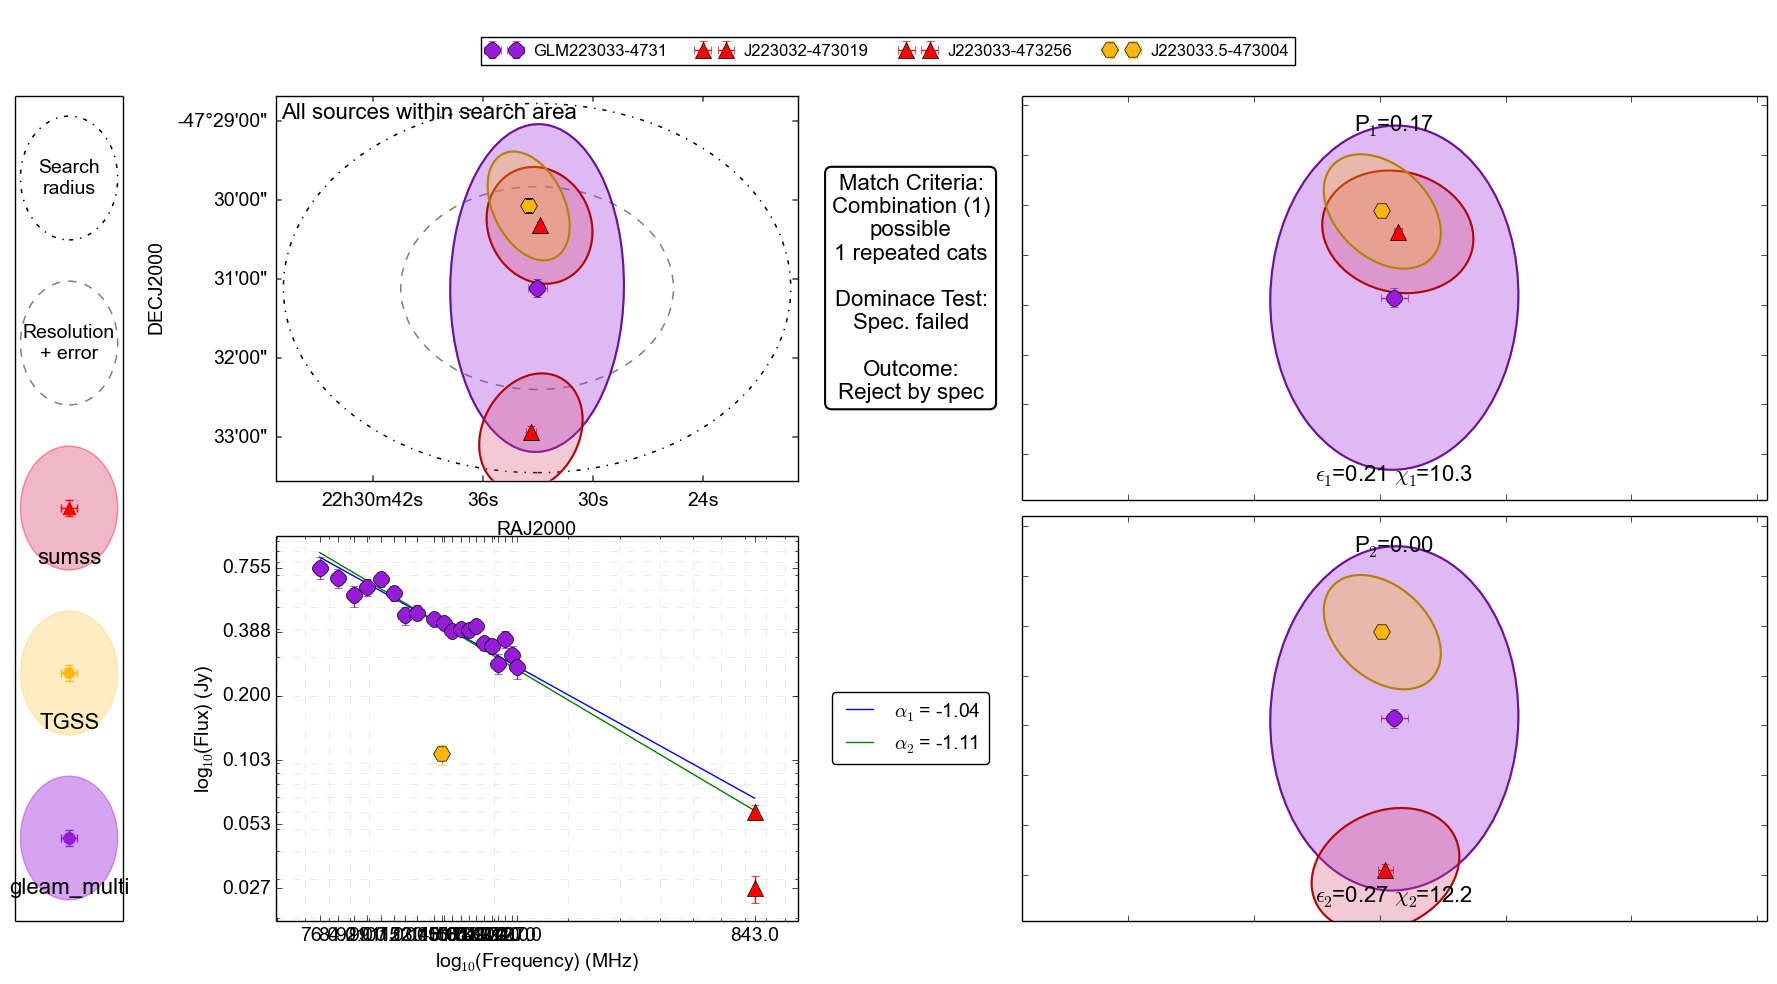 GLM223033-4731 J223032-473019 J223033-473256 J223033.5-473004
Search
radius
Resolution
+ error
sumss
TGSS
gleam_multi
All sources within search area
DECJ2000
-47°29'00"
30'00"
31'00"
32'00"
33'00"
22h30m42s 36s 30s 24s
RAJ2000
Match Criteria:
Combination (1)
possible
1 repeated cats
Dominace Test:
Spec. failed
Outcome:
Reject by spec
P₁=0.17
ϵ₁=0.21 χ₁=10.3
P₂=0.00
ϵ₂=0.27 χ₂=12.2
log₁₀(Flux) (Jy)
0.755
0.388
0.200
0.103
0.053
0.027
843.0
log₁₀(Frequency) (MHz)
α₁ = -1.04
α₂ = -1.11